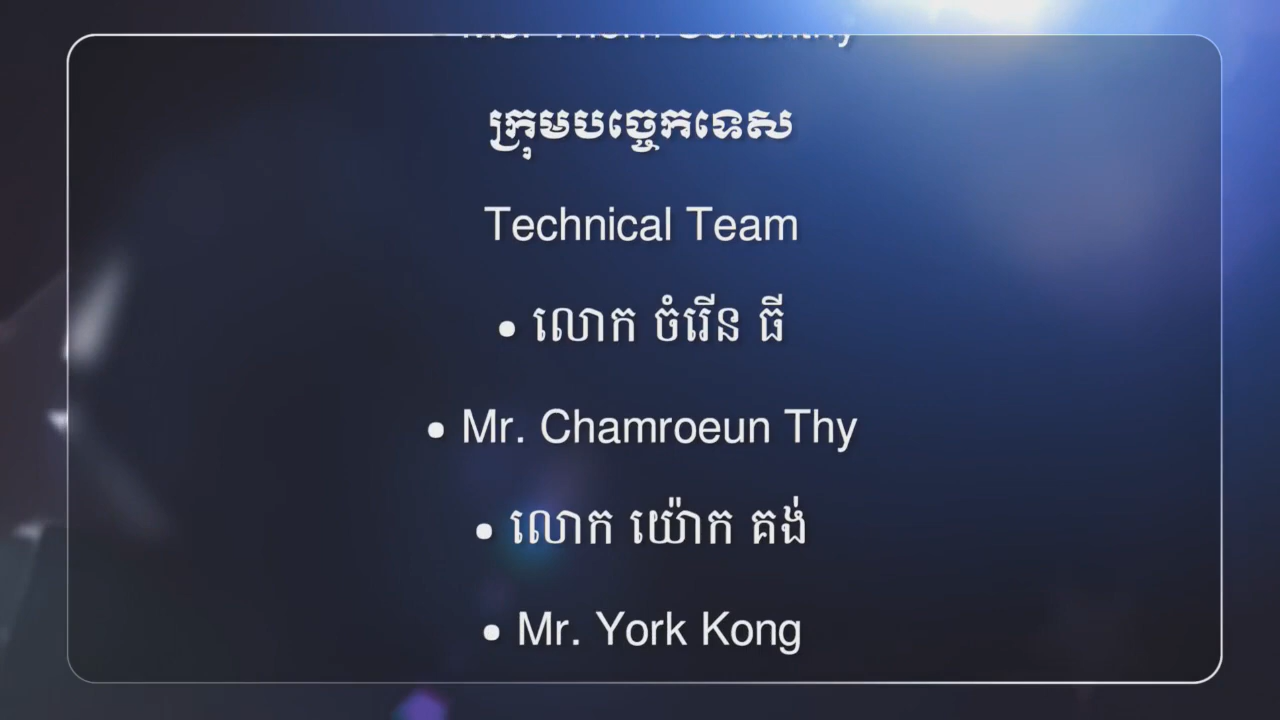 ក្រុមបច្ចេកទេស
Technical Team
• លោក ចំរើន ធី
• Mr. Chamroeun Thy
• លោក យ៉ោក គង់
• Mr. York Kong